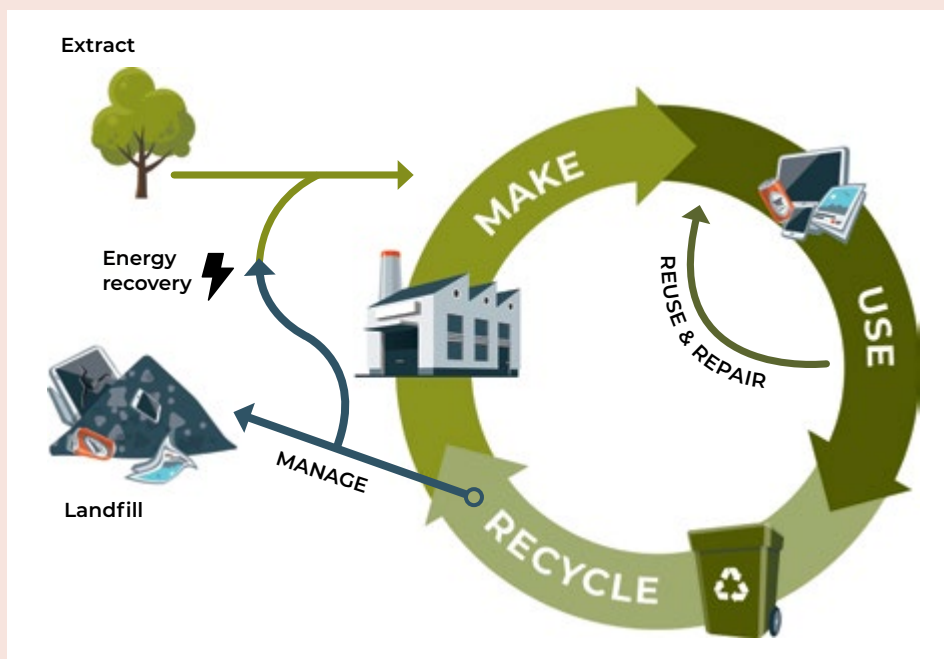 Extract
MAKE
Energy
recovery
REUSE & REPAIR
USE
MANAGE
Landfill
RECYCLE